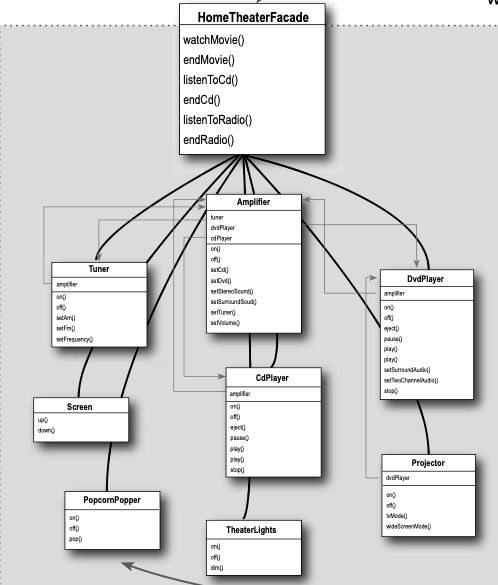 HomeTheaterFacade
watchMovie()
endMovie()
listenToCd()
endCd()
listenToRadio()
endRadio()
Amplifier
tuner
dvdPlayer
cdPlayer
on()
off()
setCd()
setDvd()
setStereoSound()
setSurroundSoud()
setTuner()
setVolume()
Tuner
amplifier
on()
off()
setAm()
setFm()
setFrequency()
DvdPlayer
amplifier
on()
off()
eject()
pause()
play()
play()
setSurroundAudio()
setTwoChannelAudio()
stop()
Screen
up()
down()
CdPlayer
amplifier
on()
off()
eject()
pause()
play()
play()
stop()
Projector
dvdPlayer
on()
off()
tvMode()
wideScreenMode()
PopcornPopper
on()
off()
pop()
TheaterLights
on()
off()
dim()